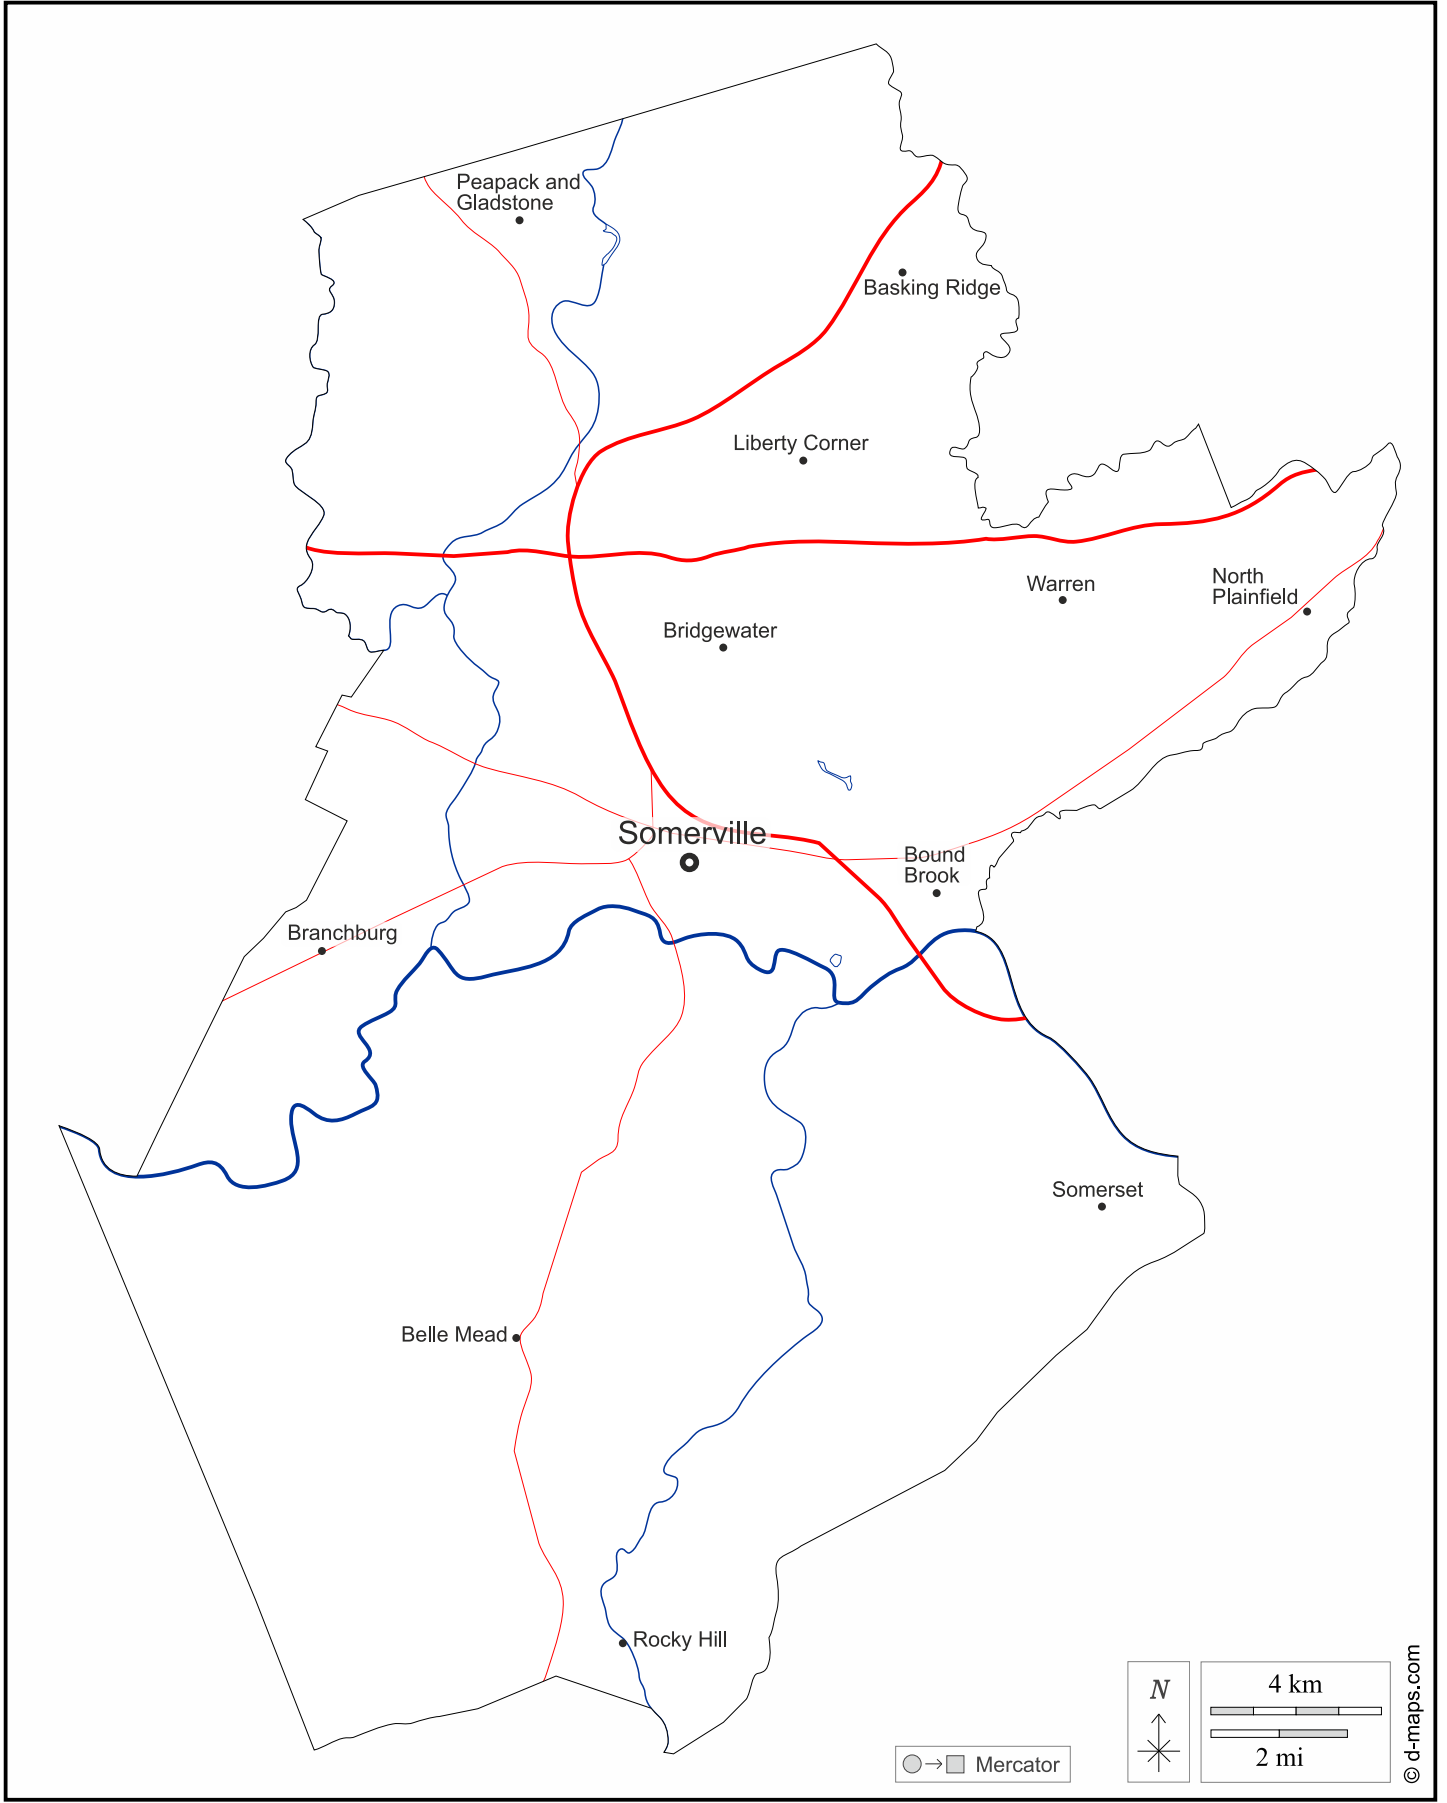 Peapack and
Gladstone
Basking Ridge
Liberty Corner
Warren
North
Plainfield
Bridgewater
Somerville
Bound
Brook
Branchburg
Somerset
Belle Mead
Rocky Hill
N
4 km
2 mi
Mercator
© d-maps.com